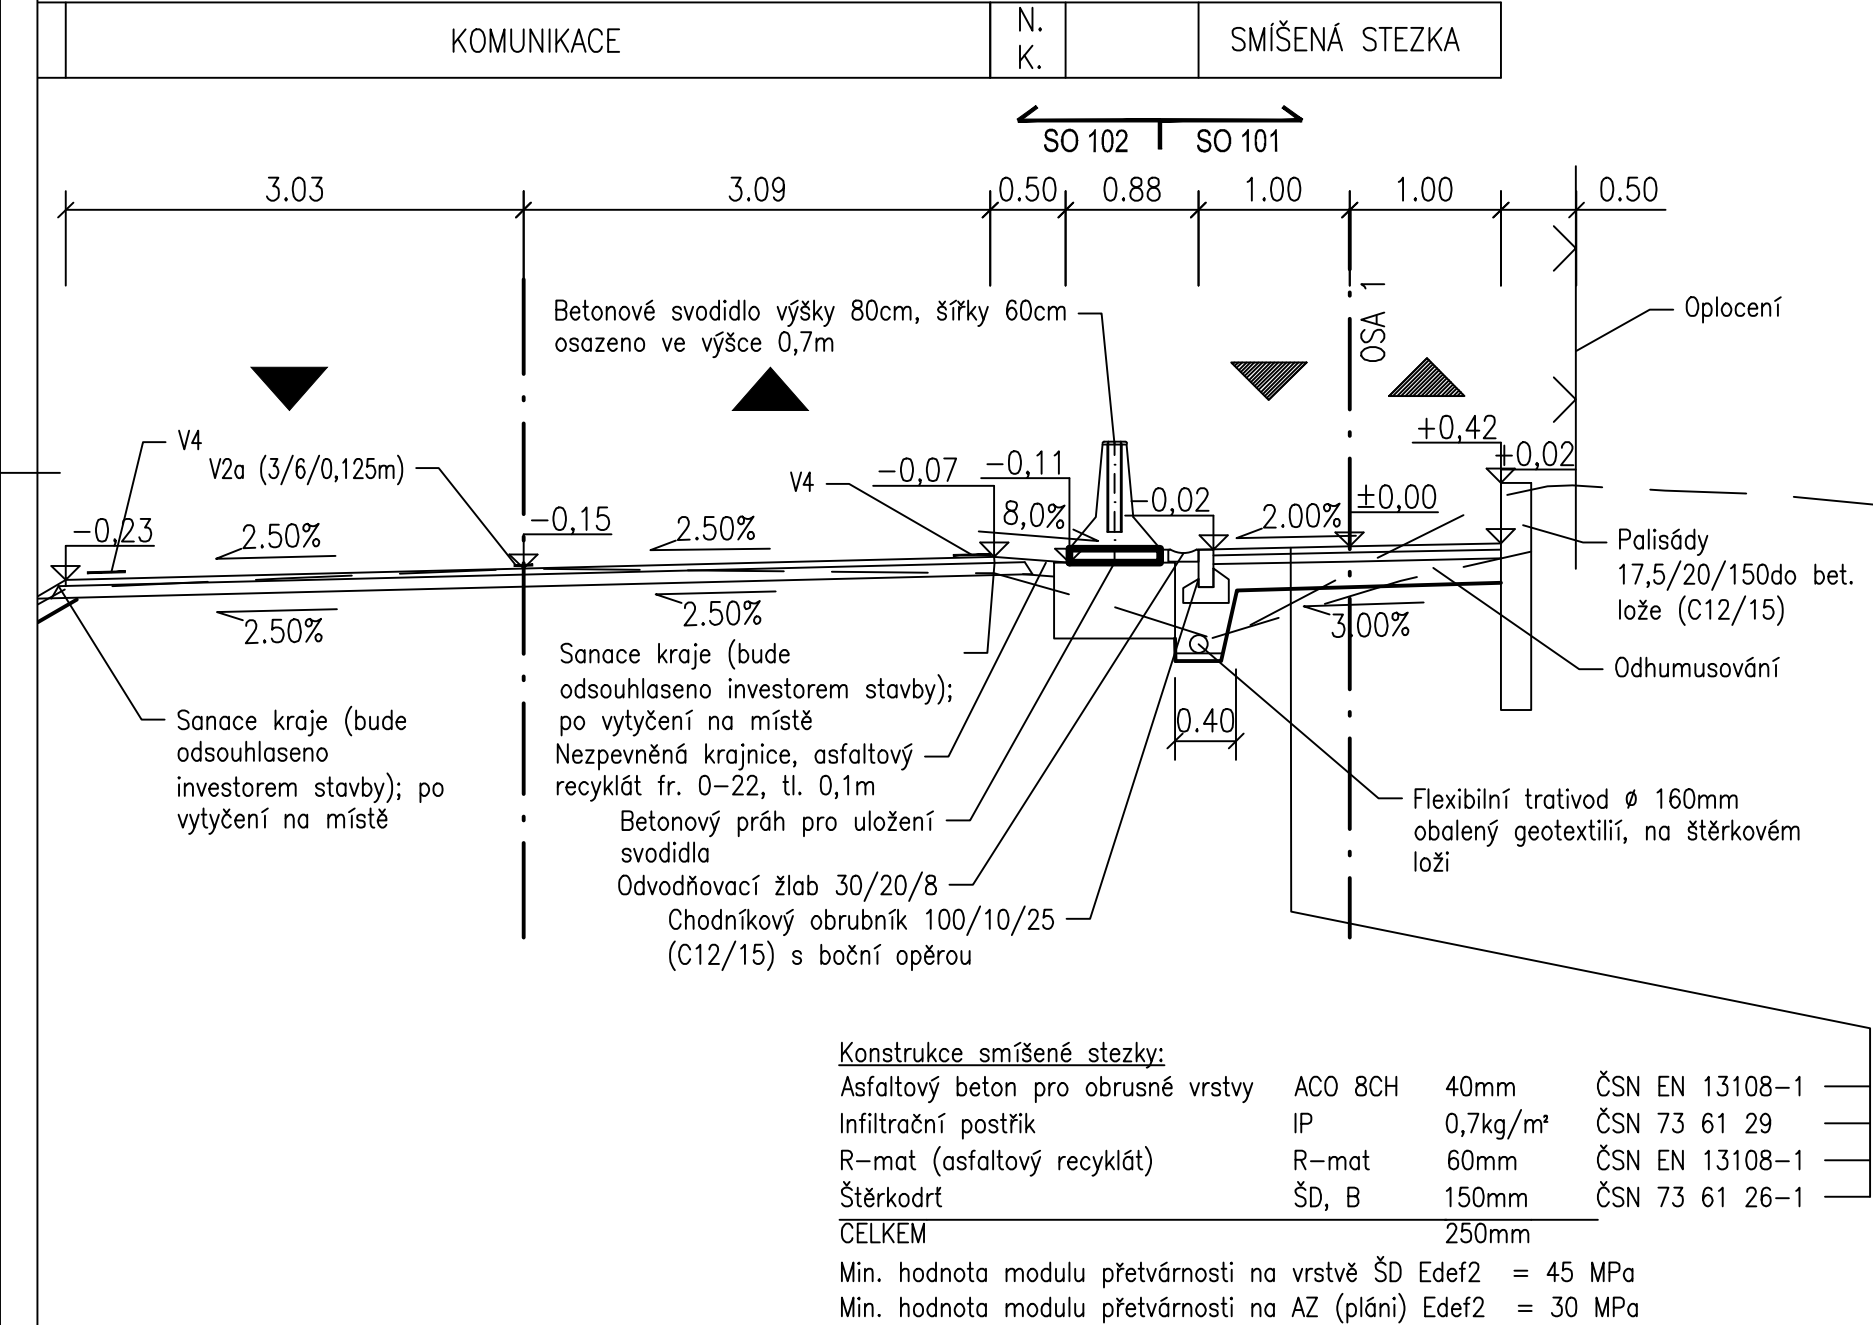 KOMUNIKACE
N.
K.
SMÍŠENÁ STEZKA
SO 102
SO 101
3.03
3.09
0.50
0.88
1.00
1.00
0.50
Betonové svodidlo výšky 80cm, šířky 60cm
osazeno ve výšce 0,7m
OSA 1
Oplocení
V4
V2a (3/6/0,125m)
V4
-0,07
-0,11
+0,42
+0,02
-0,23
2.50%
-0,15
2.50%
8,0%
-0,02
2.00%
±0,00
Palisády
17,5/20/150do bet.
lože (C12/15)
2.50%
2.50%
3.00%
Odhumusování
Sanace kraje (bude
odsouhlaseno investorem stavby);
po vytyčení na místě
Sanace kraje (bude
odsouhlaseno
investorem stavby); po
vytyčení na místě
0.40
Nezpevněná krajnice, asfaltový
recyklát fr. 0-22, tl. 0,1m
Betonový práh pro uložení
svodidla
Odvodňovací žlab 30/20/8
Chodníkový obrubník 100/10/25
(C12/15) s boční opěrou
Flexibilní trativod ø 160mm
obalený geotextilií, na štěrkovém
loži
Konstrukce smíšené stezky:
Asfaltový beton pro obrusné vrstvy ACO 8CH 40mm ČSN EN 13108-1
Infiltrační postřik IP 0,7kg/m² ČSN 73 61 29
R-mat (asfaltový recyklát) R-mat 60mm ČSN EN 13108-1
Štěrkodrť ŠD, B 150mm ČSN 73 61 26-1
CELKEM 250mm
Min. hodnota modulu přetvárnosti na vrstvě ŠD Edef2 = 45 MPa
Min. hodnota modulu přetvárnosti na AZ (pláni) Edef2 = 30 MPa